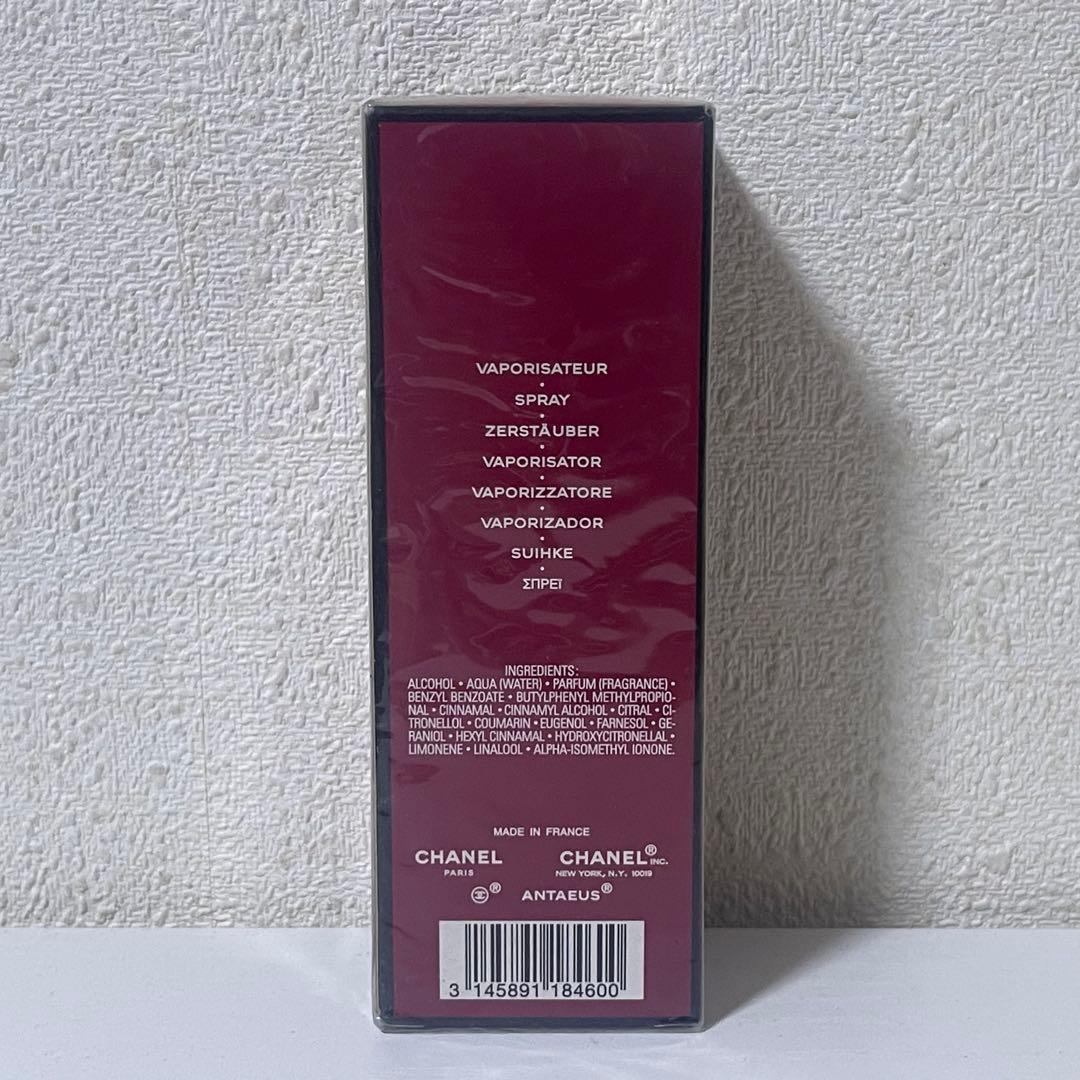 VAPORISATEUR
•
SPRAY
•
ZERSTÄUBER
•
VAPORISATOR
•
VAPORIZZATORE
•
VAPORIZADOR
•
SUIHKE
•
ΣΠΡΕΪ
INGREDIENTS:
ALCOHOL • AQUA (WATER) • PARFUM (FRAGRANCE) •
BENZYL BENZOATE • BUTYLPHENYL METHYLPROPIO-
NAL • CINNAMAL • CINNAMYL ALCOHOL • CITRAL • CI-
TRONELLOL • COUMARIN • EUGENOL • FARNESOL • GE-
RANIOL • HEXYL CINNAMAL • HYDROXYCITRONELLAL •
LIMONENE • LINALOOL • ALPHA-ISOMETHYL IONONE.
MADE IN FRANCE
CHANEL CHANEL® INC.
PARIS NEW YORK, N.Y. 10019
® ANTAEUS®
3 145891 184600